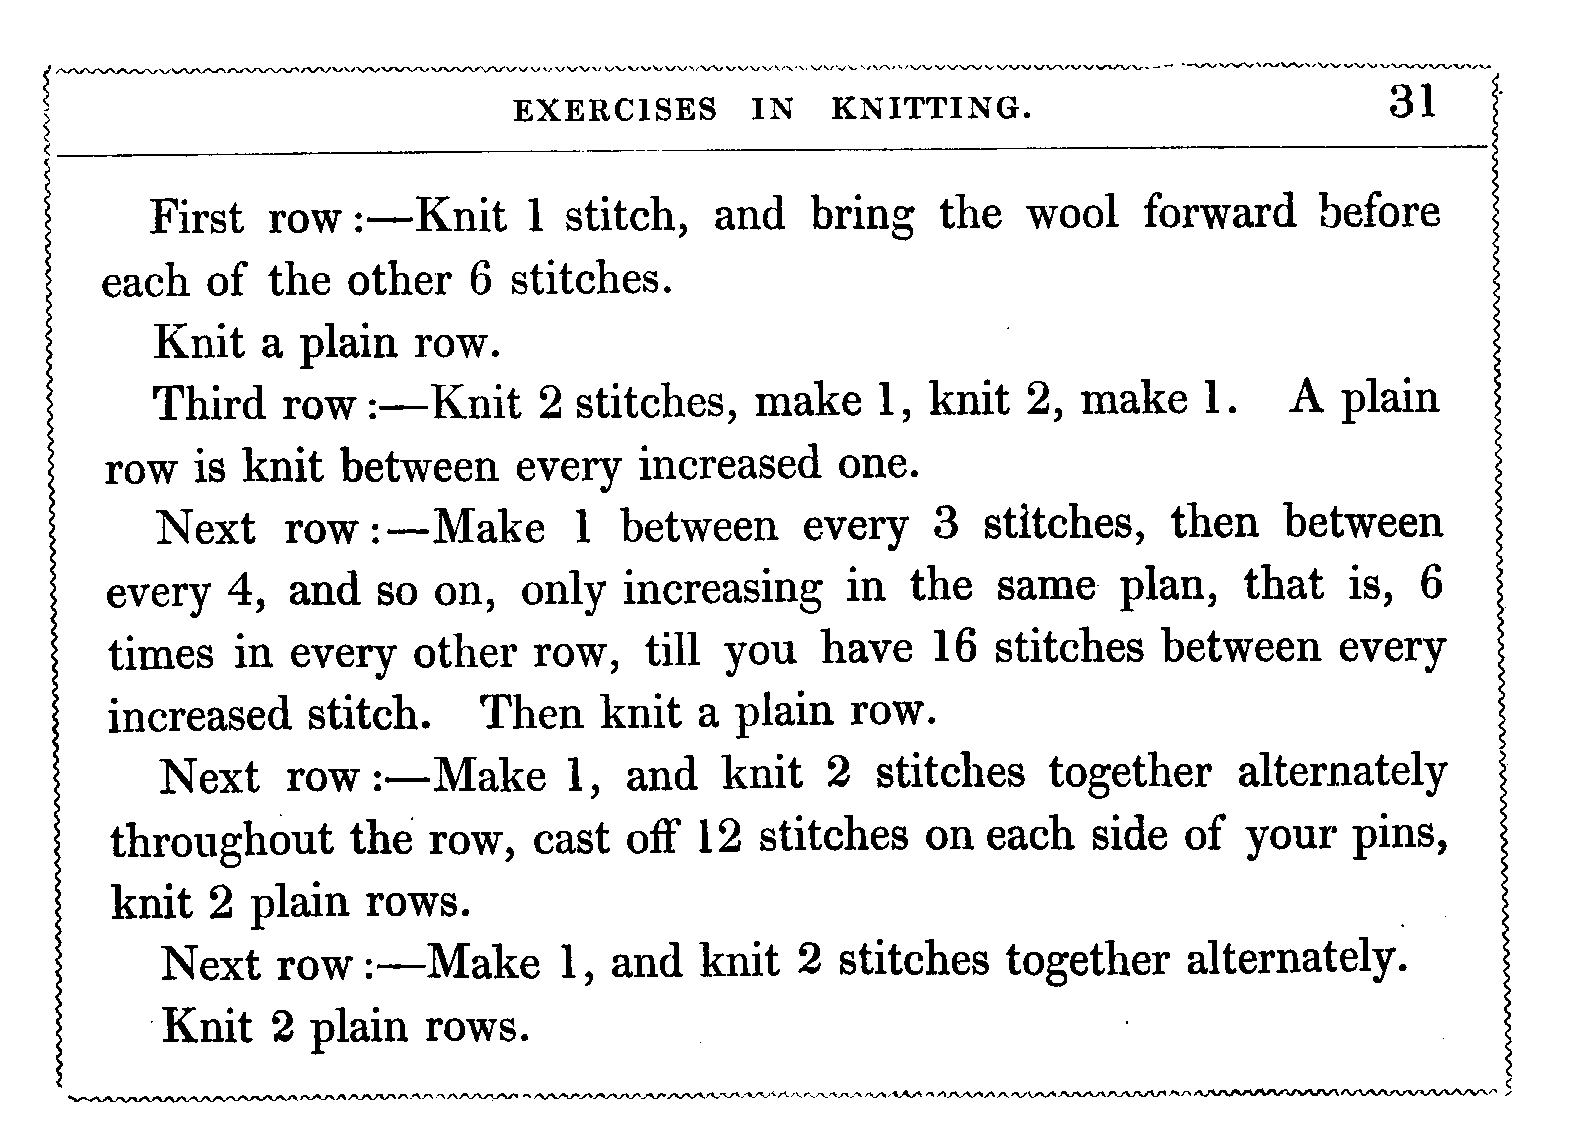 EXERCISES IN KNITTING. 31
First row:—Knit 1 stitch, and bring the wool forward before
each of the other 6 stitches.
Knit a plain row.
Third row:—Knit 2 stitches, make 1, knit 2, make 1. A plain
row is knit between every increased one.
Next row:—Make 1 between every 3 stitches, then between
every 4, and so on, only increasing in the same plan, that is, 6
times in every other row, till you have 16 stitches between every
increased stitch. Then knit a plain row.
Next row:—Make 1, and knit 2 stitches together alternately
throughout the row, cast off 12 stitches on each side of your pins,
knit 2 plain rows.
Next row:—Make 1, and knit 2 stitches together alternately.
Knit 2 plain rows.